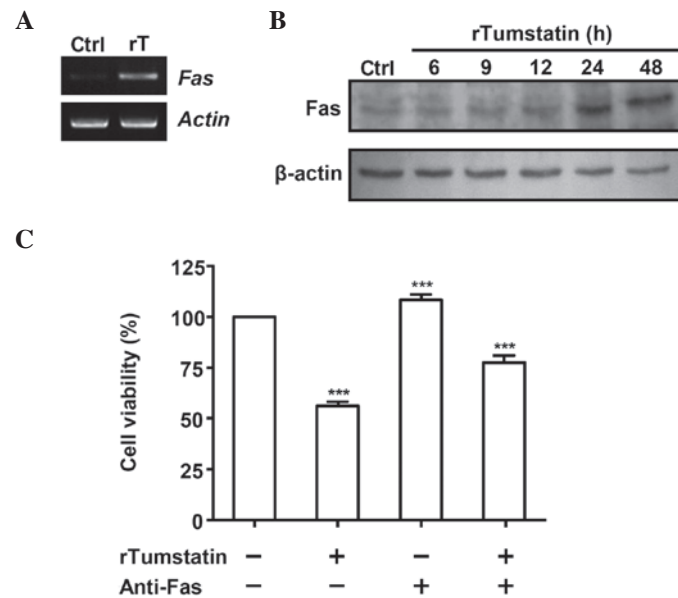 A
Ctrl rT
Fas
Actin
B
rTumstatin (h)
Ctrl 6 9 12 24 48
Fas
β-actin
C
Cell viability (%)
125
100
75
50
25
0
***
***
***
rTumstatin − + − +
Anti-Fas − − + +